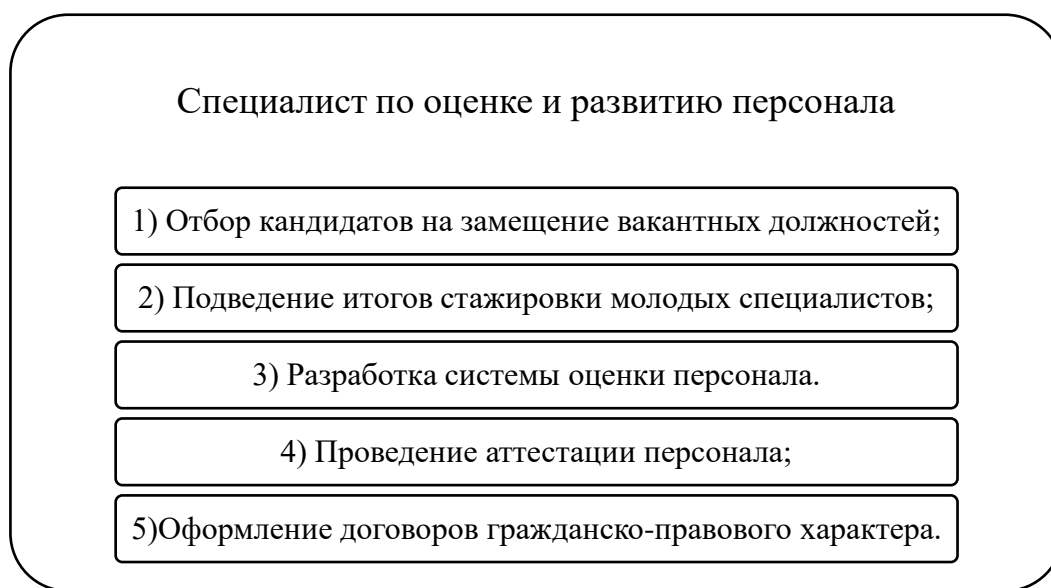 Специалист по оценке и развитию персонала
1) Отбор кандидатов на замещение вакантных должностей;
2) Подведение итогов стажировки молодых специалистов;
3) Разработка системы оценки персонала.
4) Проведение аттестации персонала;
5)Оформление договоров гражданско-правового характера.